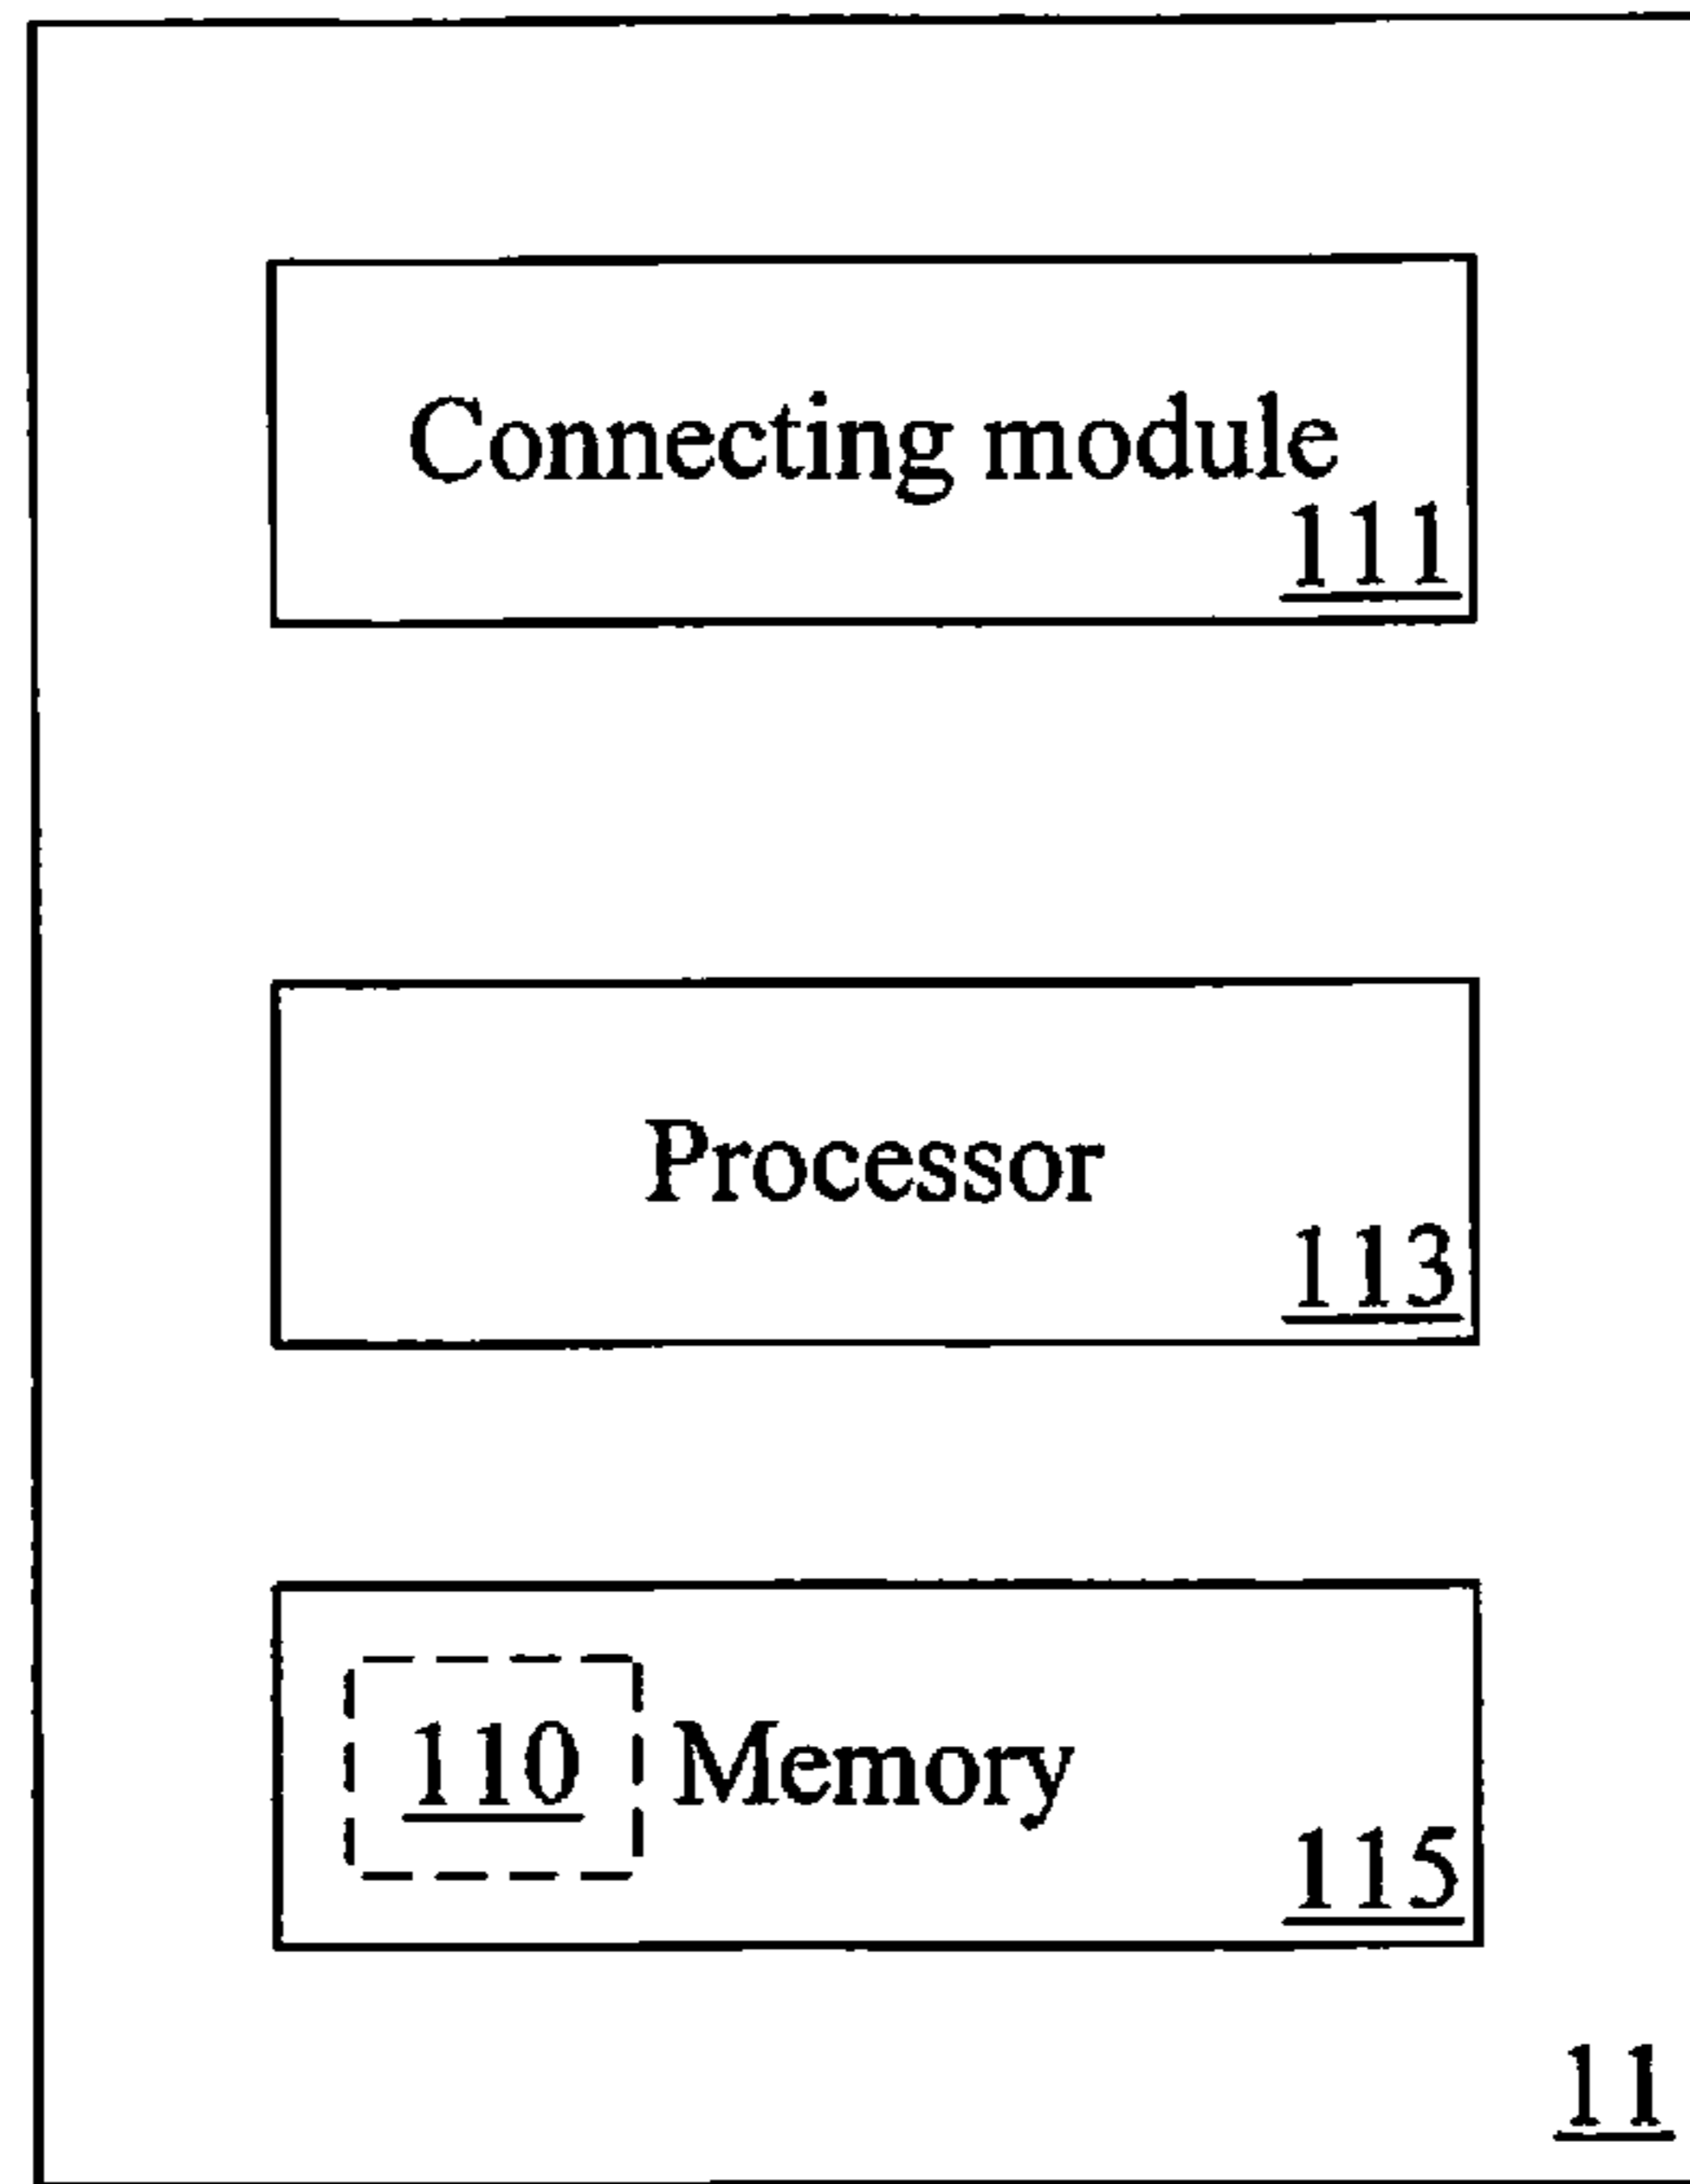 Connecting module
111
Processor
113
110 Memory
115
11